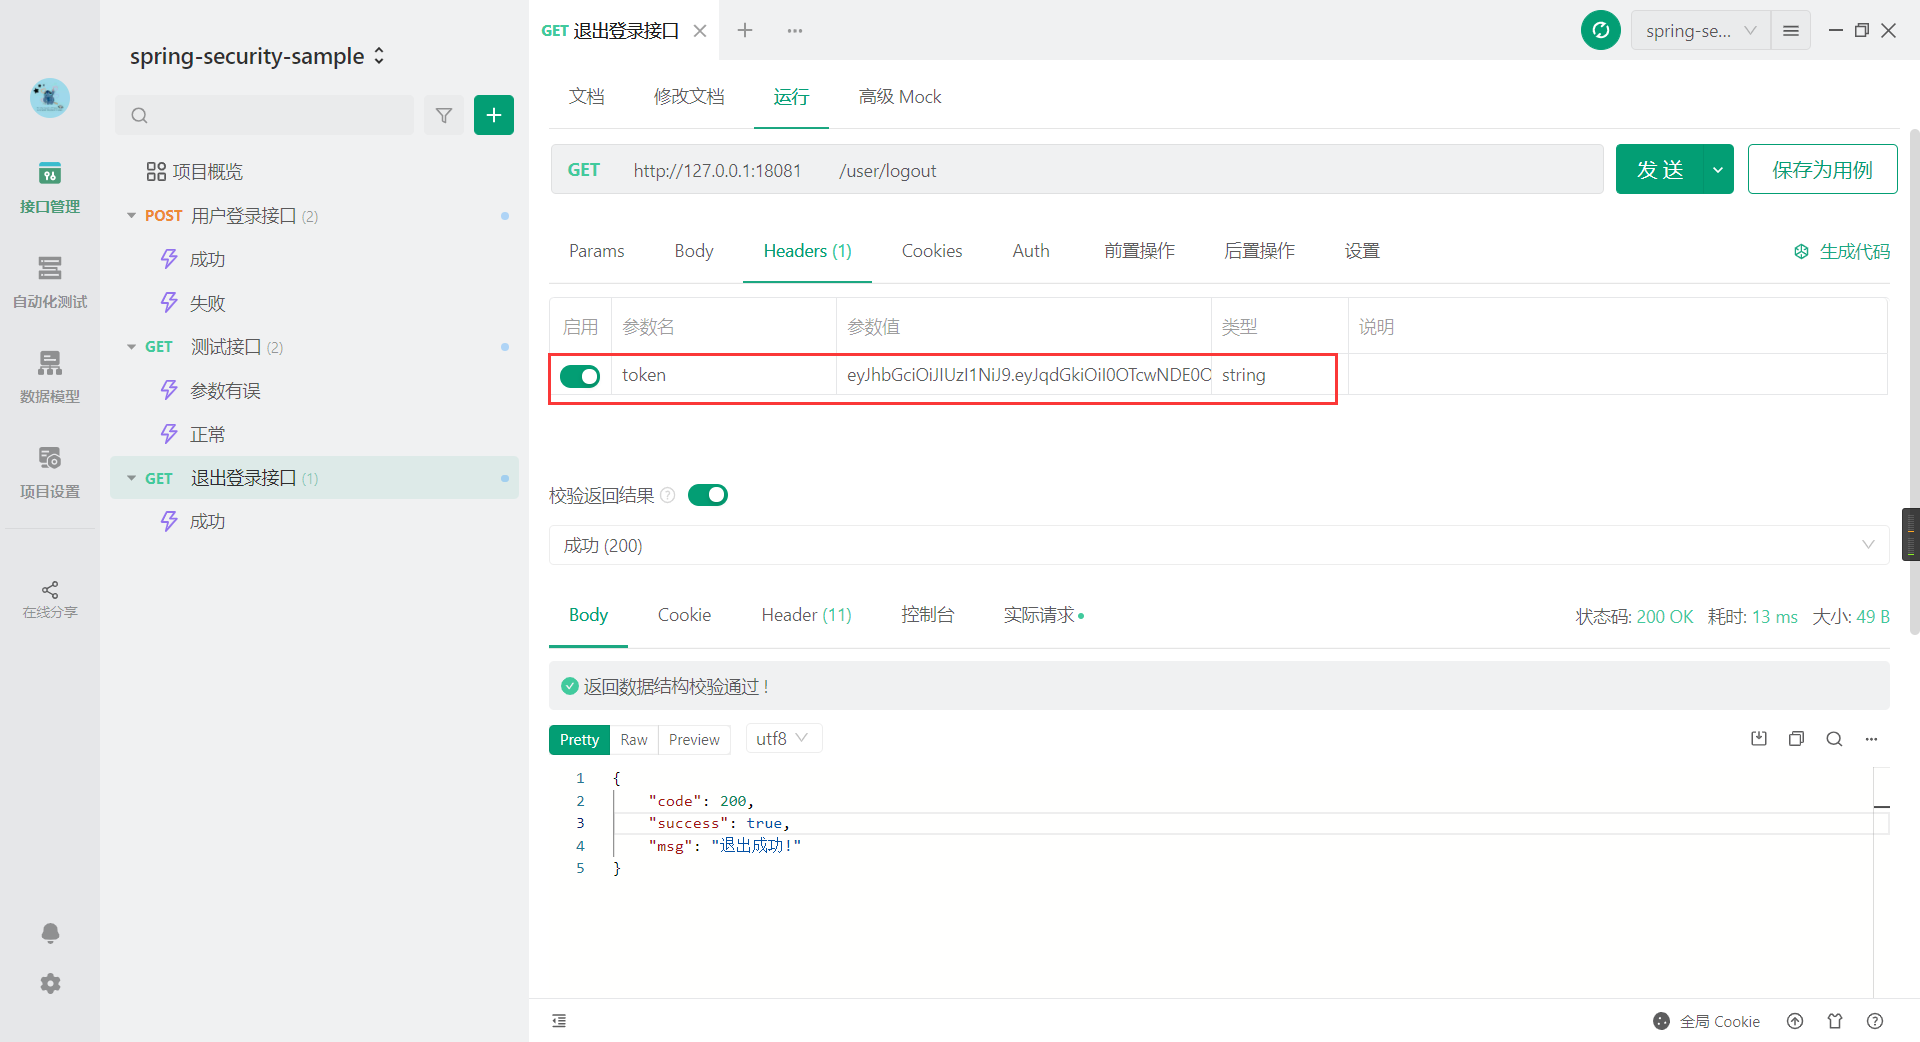 接口管理
自动化测试
数据模型
项目设置
在线分享
spring-security-sample
项目概览
POST 用户登录接口 (2)
成功
失败
GET 测试接口 (2)
参数有误
正常
GET 退出登录接口 (1)
成功
GET 退出登录接口
spring-se...
文档 修改文档 运行 高级 Mock
GET http://127.0.0.1:18081 /user/logout
发 送
保存为用例
Params Body Headers (1) Cookies Auth 前置操作 后置操作 设置
生成代码
启用 参数名 参数值 类型 说明
token eyJhbGciOiJIUzI1NiJ9.eyJqdGkiOiI0OTcwNDE0O string
校验返回结果
成功 (200)
Body Cookie Header (11) 控制台 实际请求
状态码: 200 OK 耗时: 13 ms 大小: 49 B
返回数据结构校验通过！
Pretty Raw Preview utf8
1 {
2 "code": 200,
3 "success": true,
4 "msg": "退出成功!"
5 }
全局 Cookie